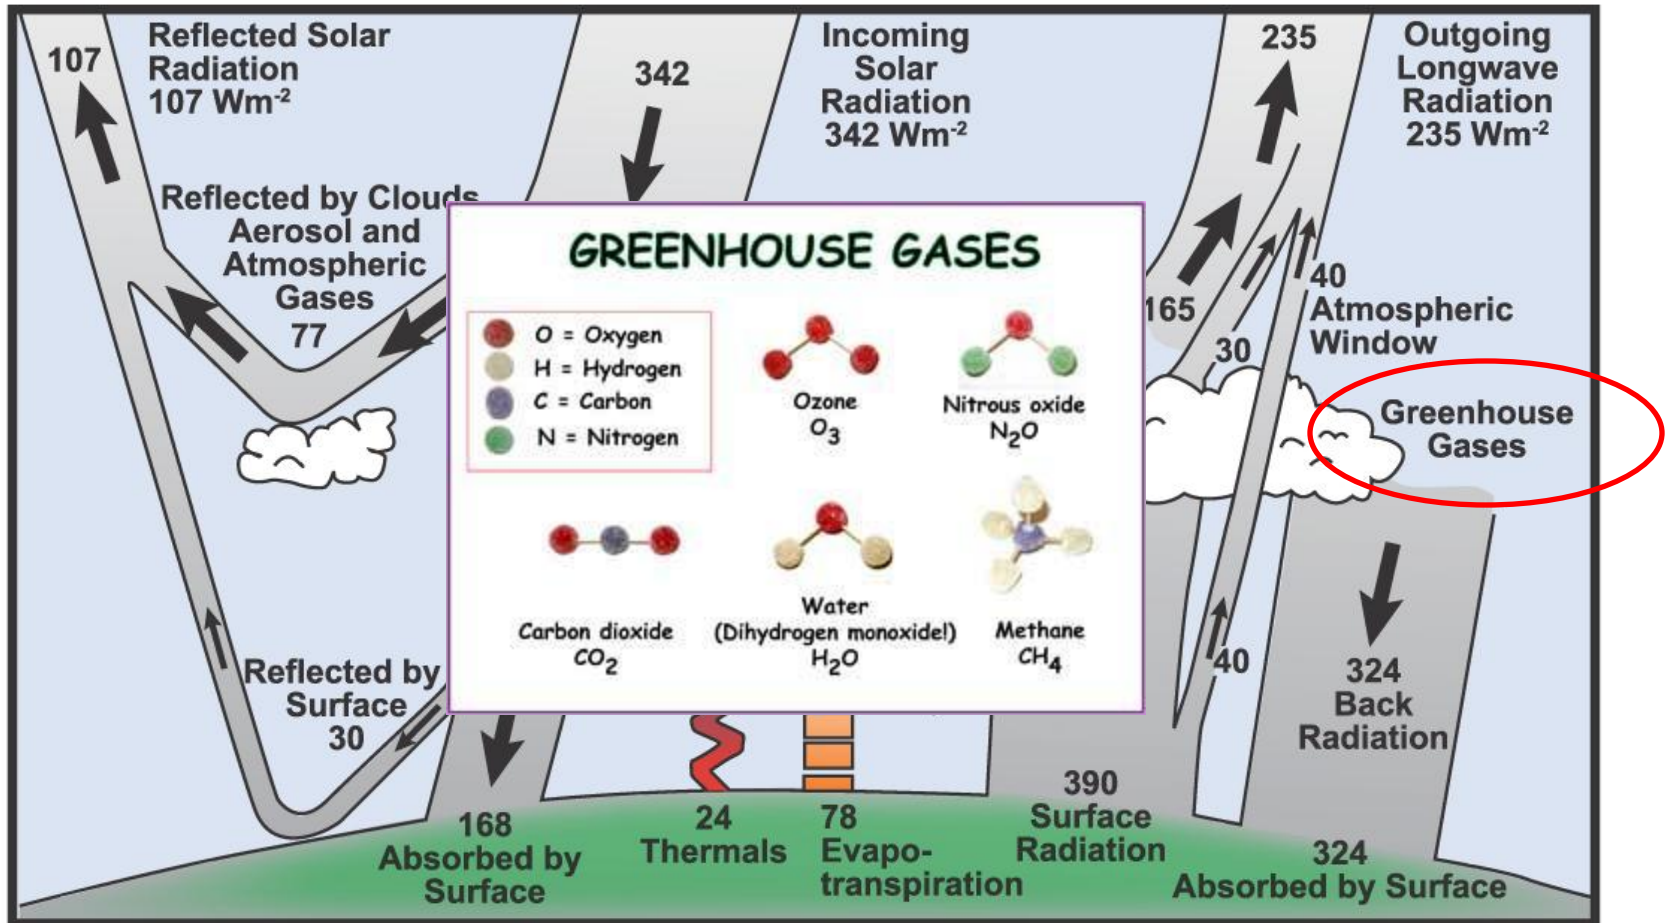 107
Reflected Solar
Radiation
107 Wm-2
342
Incoming
Solar
Radiation
342 Wm-2
235
Outgoing
Longwave
Radiation
235 Wm-2
Reflected by Clouds
Aerosol and
Atmospheric
Gases
77
GREENHOUSE GASES
O = Oxygen
H = Hydrogen
C = Carbon
N = Nitrogen
Ozone
O3
Nitrous oxide
N2O
Carbon dioxide
CO2
Water
(Dihydrogen monoxide!)
H2O
Methane
CH4
165
30
40
Atmospheric
Window
Greenhouse
Gases
40
324
Back
Radiation
Reflected by
Surface
30
168
Absorbed by
Surface
24
Thermals
78
Evapo-
transpiration
390
Surface
Radiation
324
Absorbed by Surface